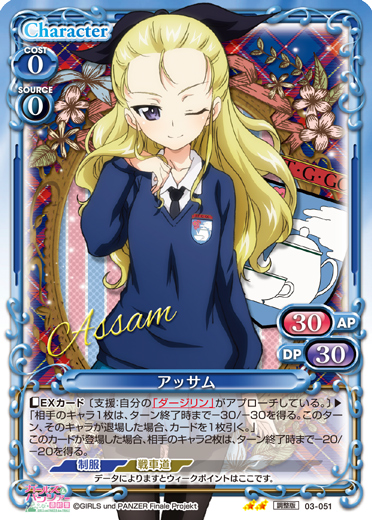 Character
COST
0
SOURCE
0
G·GO
Assam
30 AP
DP 30
アッサム
EXカード〔支援:自分の「ダージリン」がアプローチしている。〕▶
「相手のキャラ1枚は、ターン終了時まで−30/−30を得る。このターン、そのキャラが退場した場合、カードを1枚引く。」
このカードが登場した場合、相手のキャラ2枚は、ターン終了時まで−20/−20を得る。
制服 戦車道
データによりますとウィークポイントはここです。
©GIRLS und PANZER Finale Projekt
調整版 03-051